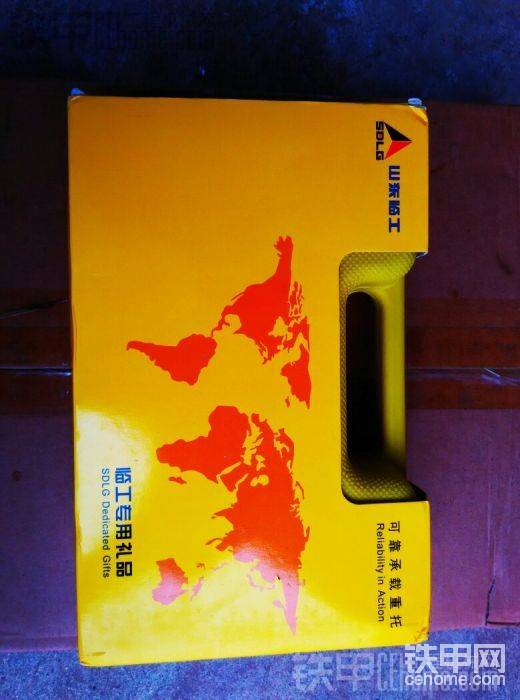 SDLG
山东临工
可靠承载重托
Reliability in Action
临工专用礼品
SDLG Dedicated Gifts
铁甲网
cehome.com